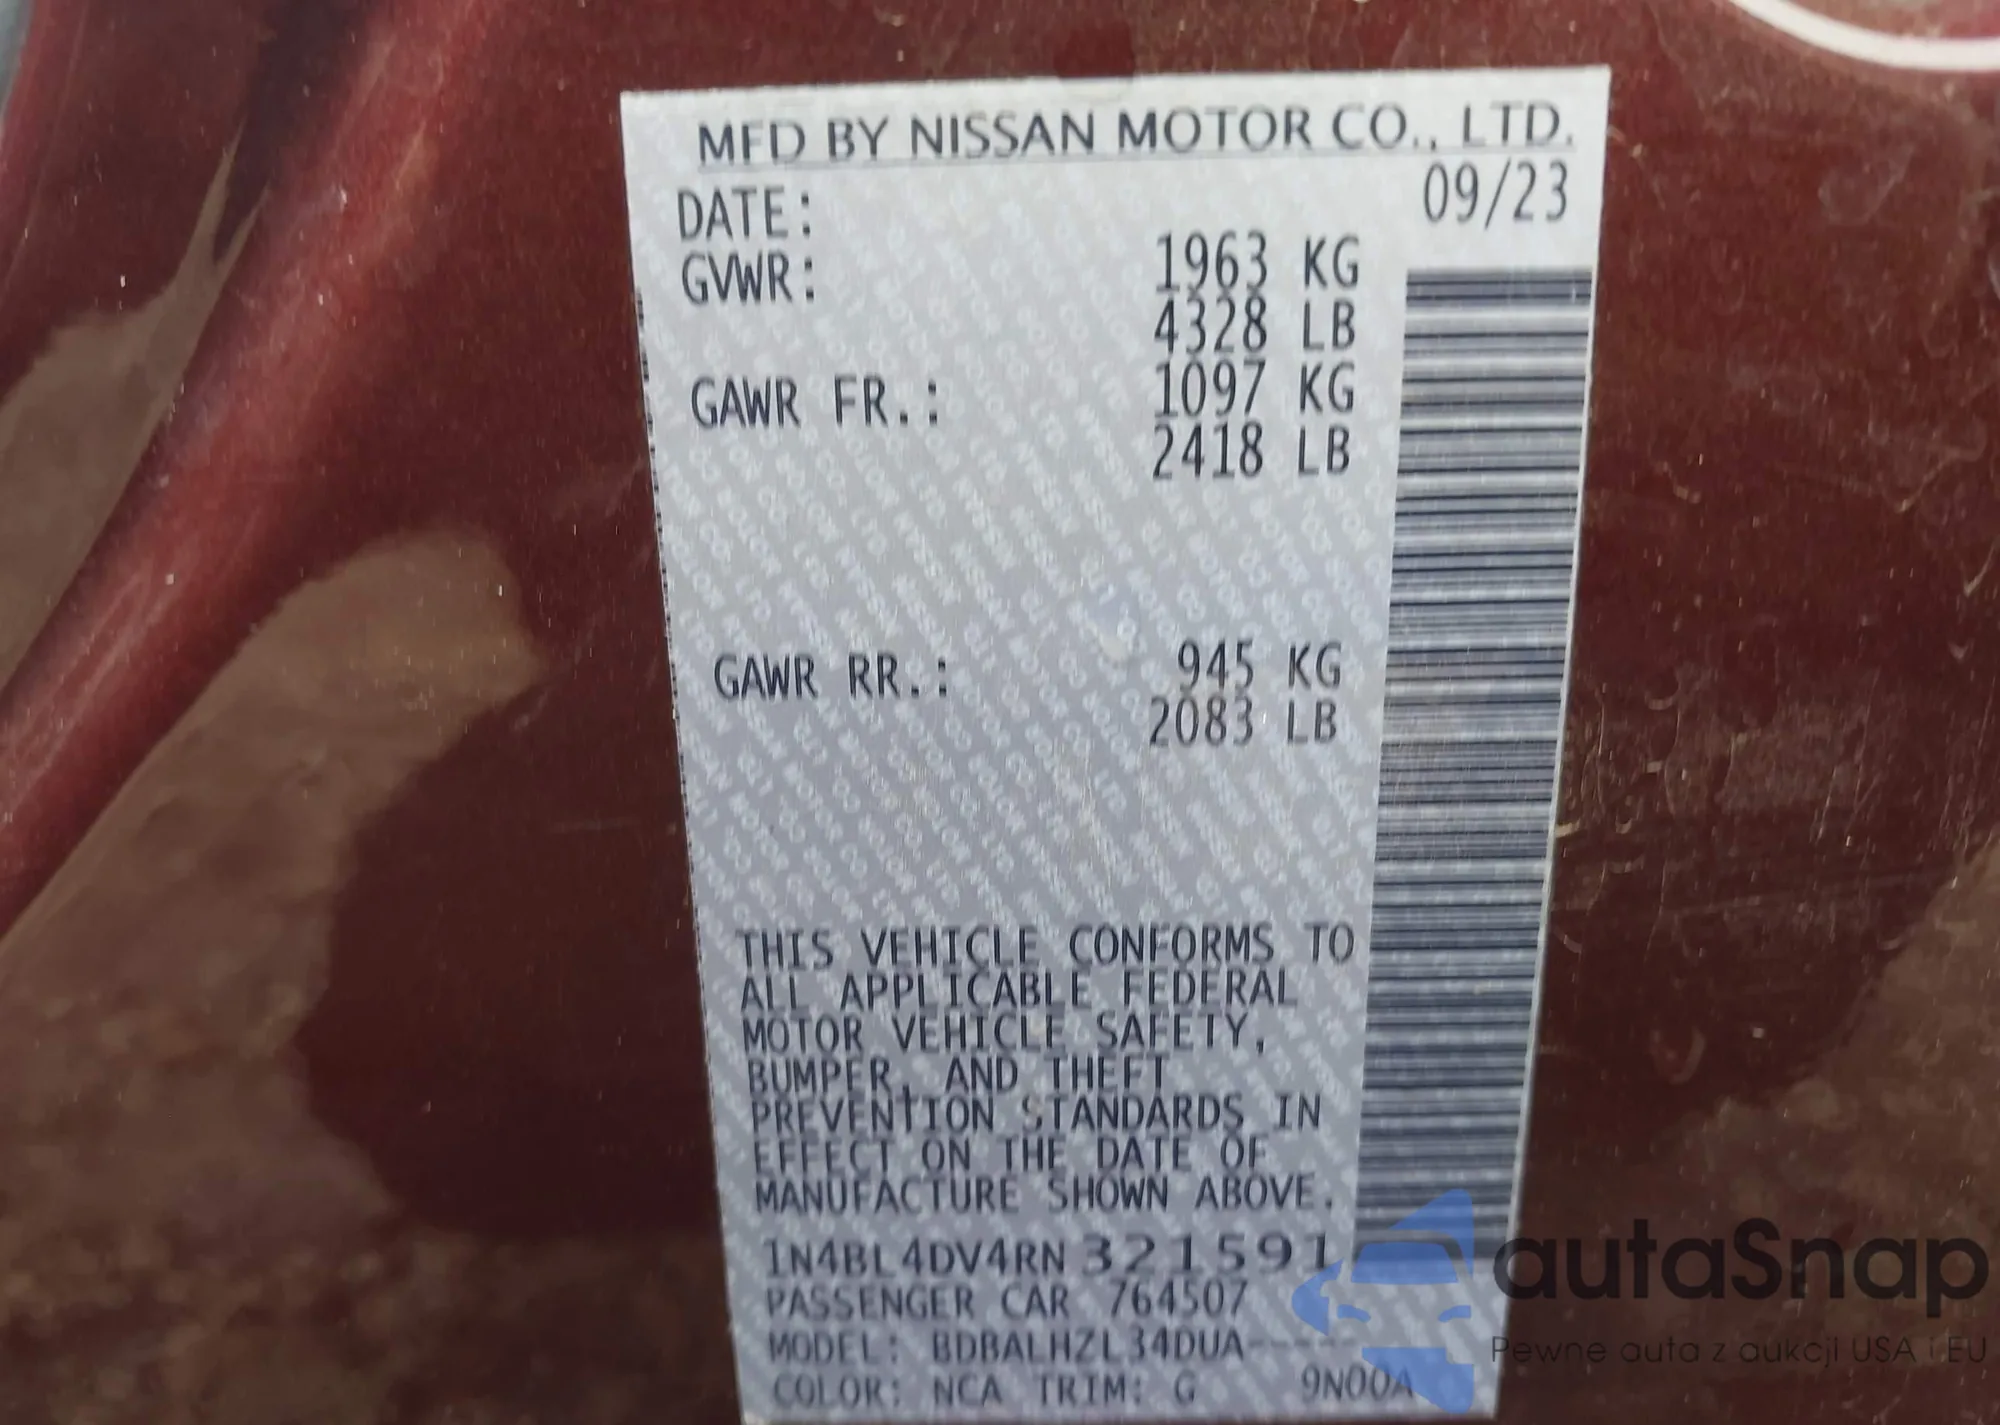 MFD BY NISSAN MOTOR CO., LTD.
DATE: 09/23
GVWR: 1963 KG
4328 LB
GAWR FR.: 1097 KG
2418 LB
GAWR RR.: 945 KG
2083 LB
THIS VEHICLE CONFORMS TO
ALL APPLICABLE FEDERAL
MOTOR VEHICLE SAFETY,
BUMPER, AND THEFT
PREVENTION STANDARDS IN
EFFECT ON THE DATE OF
MANUFACTURE SHOWN ABOVE.
1N4BL4DV4RN321591
PASSENGER CAR 764507
MODEL: BDBALHZL34DUA-----
COLOR: NCA TRIM: G 9N00A
autaSnap
Pewne auta z aukcji USA i EU